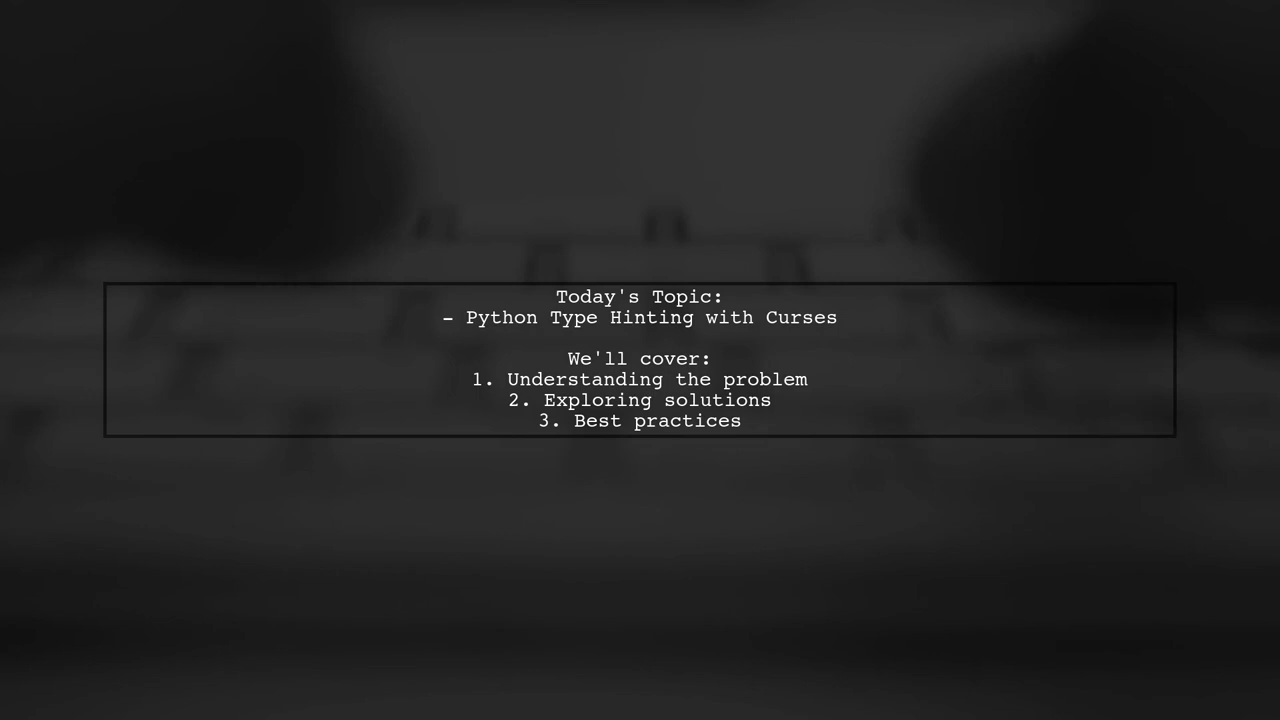 Today's Topic:
- Python Type Hinting with Curses
We'll cover:
1. Understanding the problem
2. Exploring solutions
3. Best practices